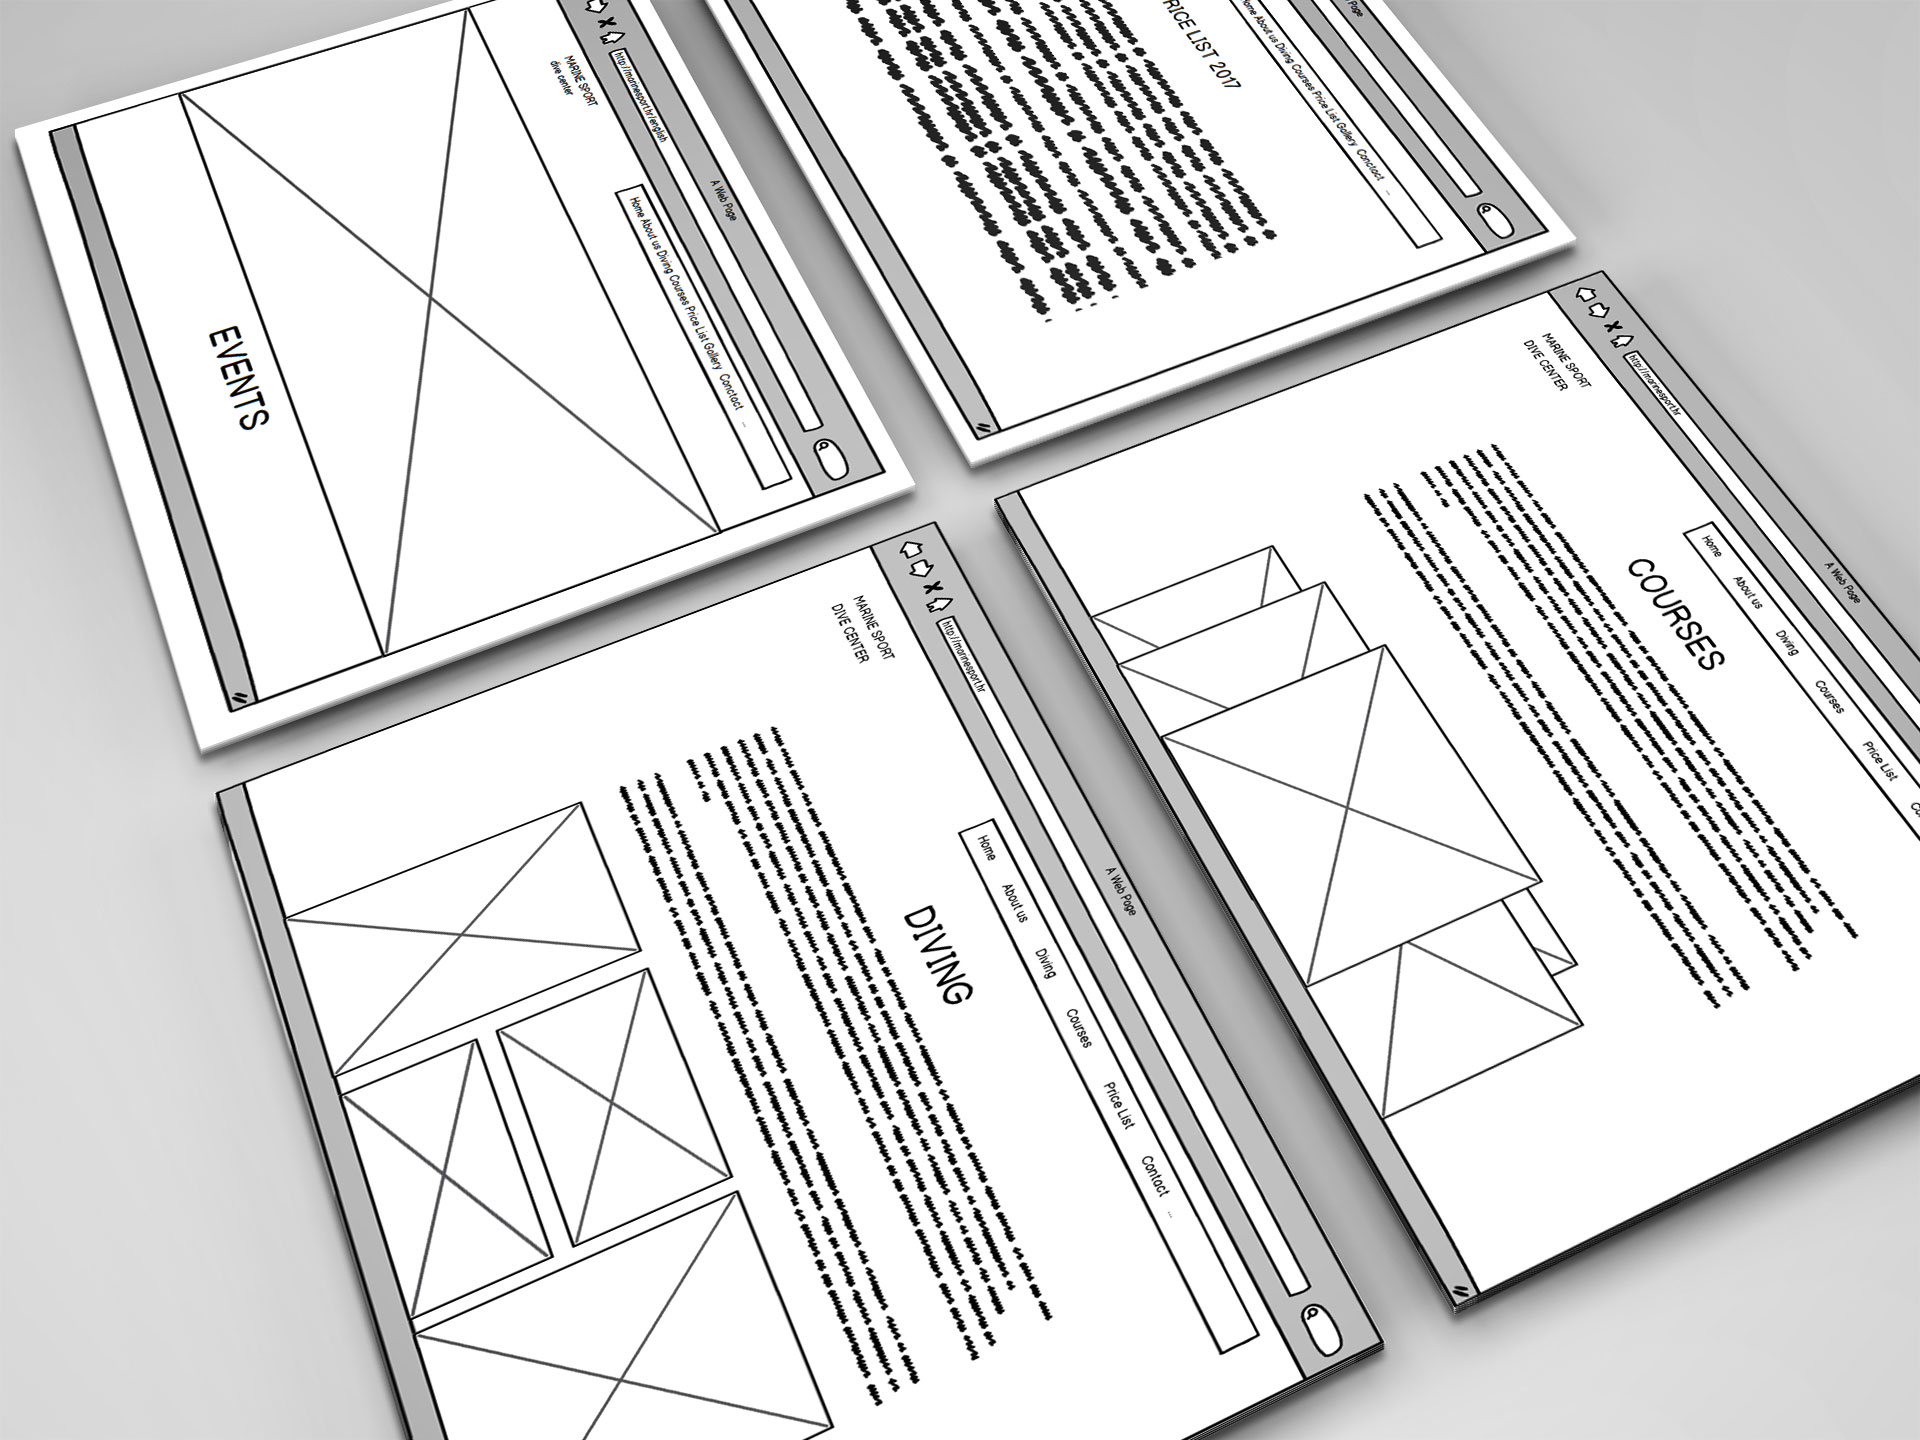 A Web Page
http://marinesport.hr/english
MARINE SPORT
dive center
Home About us Diving Courses Price List Gallery Conctact ...
EVENTS
Page
Home About us Diving Courses Price List Gallery Conctact ...
RICE LIST 2017
A Web Page
http://marinesport.hr
MARINE SPORT
DIVE CENTER
Home About us Diving Courses Price List Contact ...
DIVING
A Web Page
http://marinesport.hr
MARINE SPORT
DIVE CENTER
Home About us Diving Courses Price List Co
COURSES